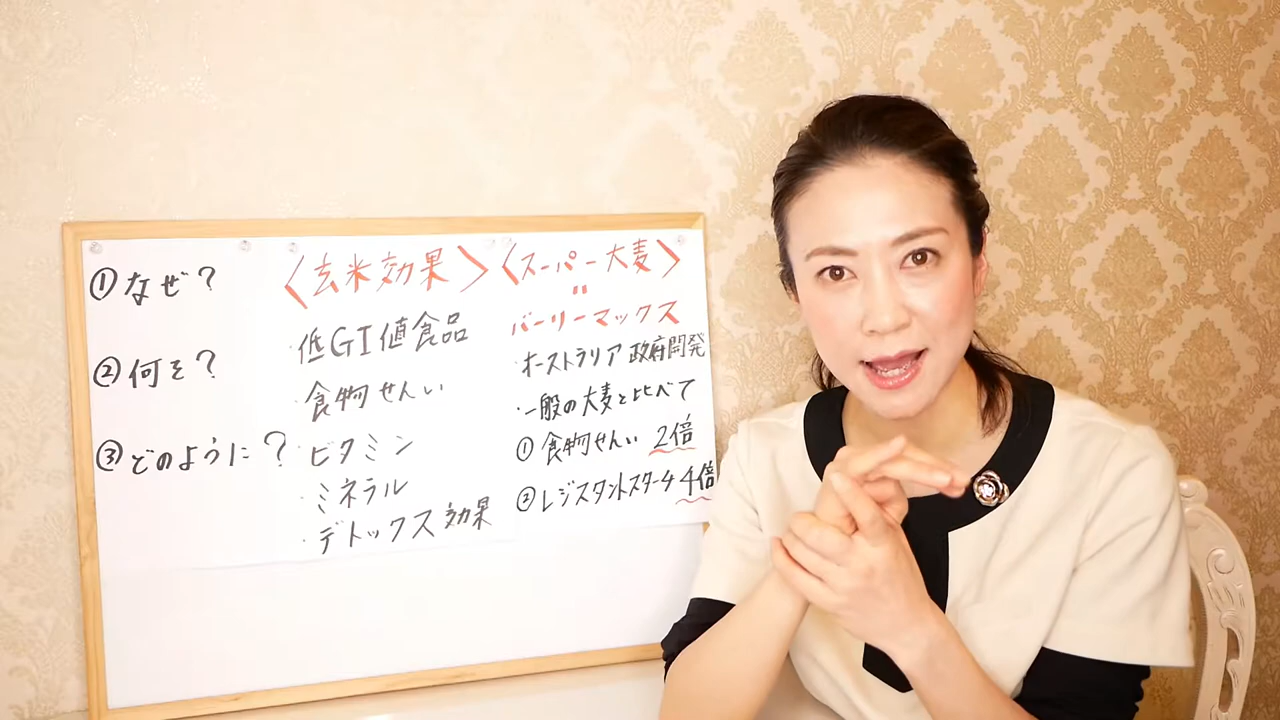 ①なぜ?
②何を?
③どのように?
〈玄米効果〉
・低GI値食品
・食物せんい
・ビタミン
・ミネラル
・デトックス効果
〈スーパー大麦〉
〃
バーリーマックス
・オーストラリア政府開発
・一般の大麦と比べて
①食物せんい 2倍
②レジスタントスターチ4倍